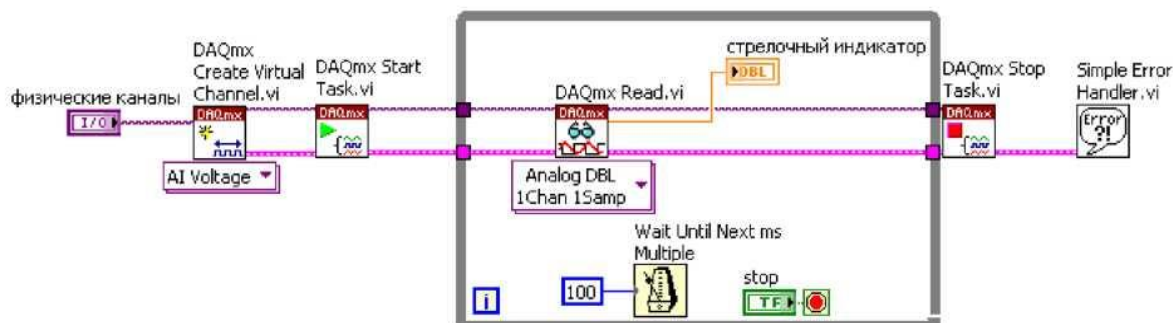 DAQmx
Create Virtual
Channel.vi
DAQmx Start
Task.vi
физические каналы
I/O
DAQmx
AI Voltage
DAQmx
DAQmx Read.vi
DAQmx
Analog DBL
1Chan 1Samp
стрелочный индикатор
DBL
Wait Until Next ms
Multiple
100
i
stop
TF
DAQmx Stop
Task.vi
DAQmx
Simple Error
Handler.vi
Error
?!